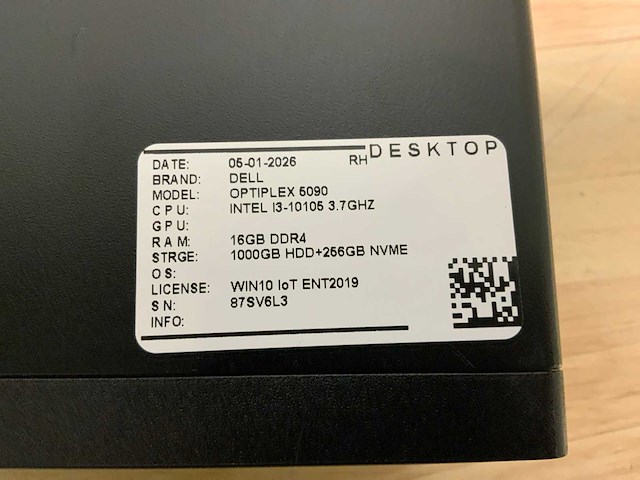 RH DESKTOP
DATE: 05-01-2026
BRAND: DELL
MODEL: OPTIPLEX 5090
CPU: INTEL I3-10105 3.7GHZ
GPU:
RAM: 16GB DDR4
STRGE: 1000GB HDD+256GB NVME
OS:
LICENSE: WIN10 IoT ENT2019
SN: 87SV6L3
INFO: